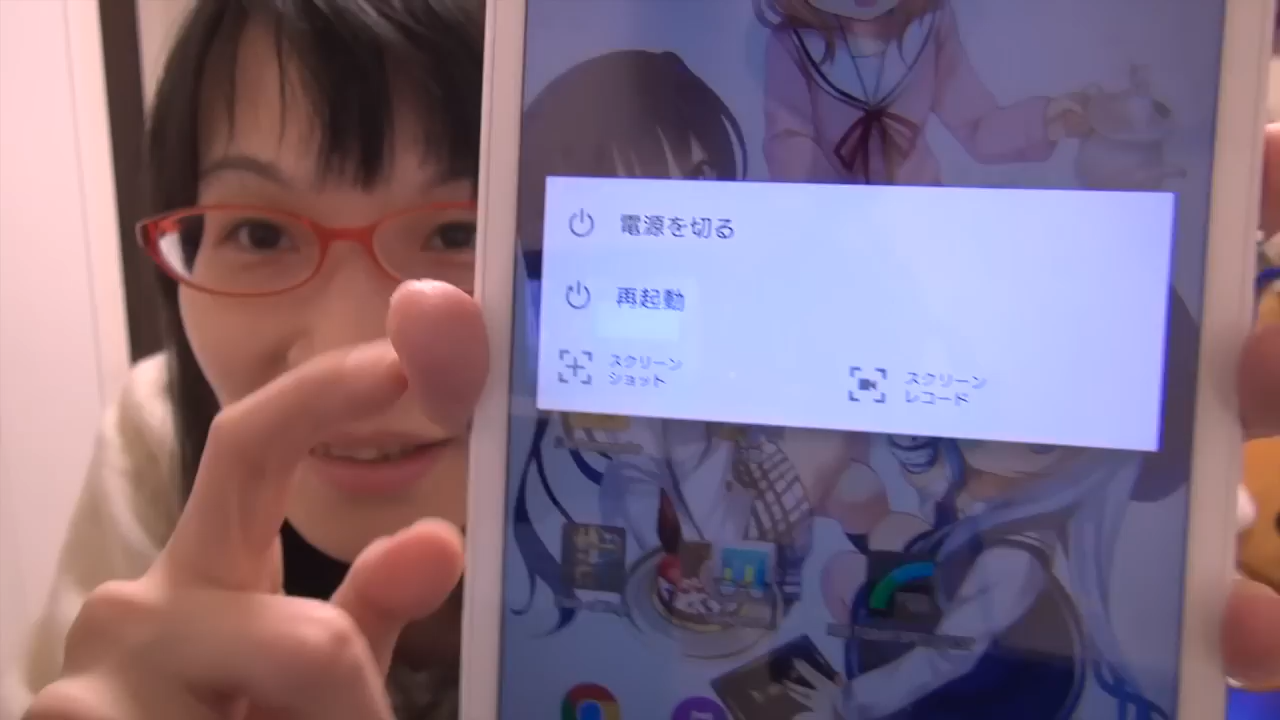 電源を切る
再起動
スクリーン
ショット
スクリーン
レコード